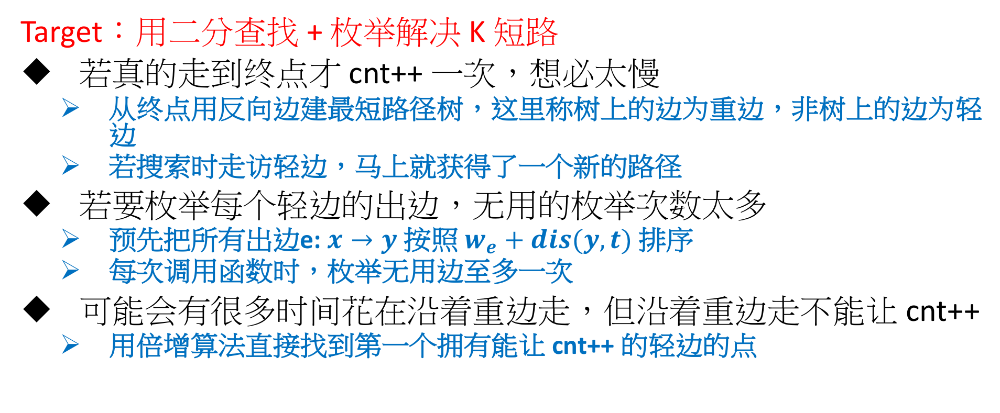 Target：用二分查找 + 枚举解决 K 短路
◆ 若真的走到终点才 cnt++ 一次，想必太慢
➢ 从终点用反向边建最短路径树，这里称树上的边为重边，非树上的边为轻
边
➢ 若搜索时走访轻边，马上就获得了一个新的路径
◆ 若要枚举每个轻边的出边，无用的枚举次数太多
➢ 预先把所有出边e: x → y 按照 wₑ + dis(y, t) 排序
➢ 每次调用函数时，枚举无用边至多一次
◆ 可能会有很多时间花在沿着重边走，但沿着重边走不能让 cnt++
➢ 用倍增算法直接找到第一个拥有能让 cnt++ 的轻边的点